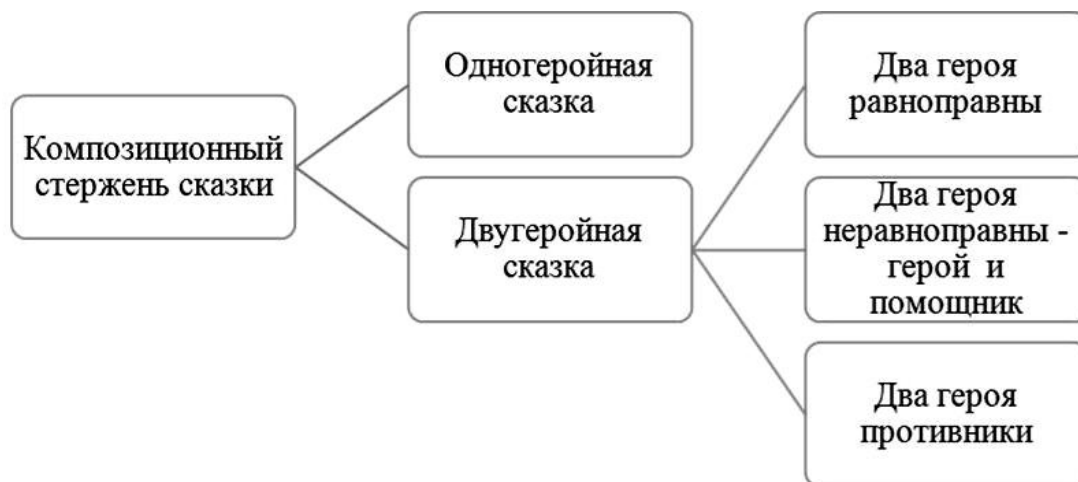 Композиционный
стержень сказки
Одногеройная
сказка
Двугеройная
сказка
Два героя
равноправны
Два героя
неравноправны -
герой и
помощник
Два героя
противники